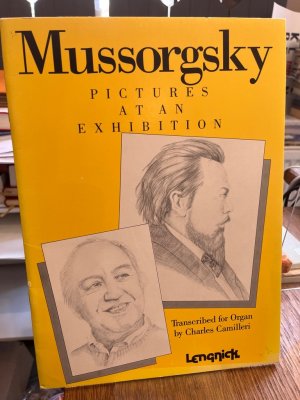 Mussorgsky
PICTURES
AT AN
EXHIBITION
Transcribed for Organ
by Charles Camilleri
Lengnick